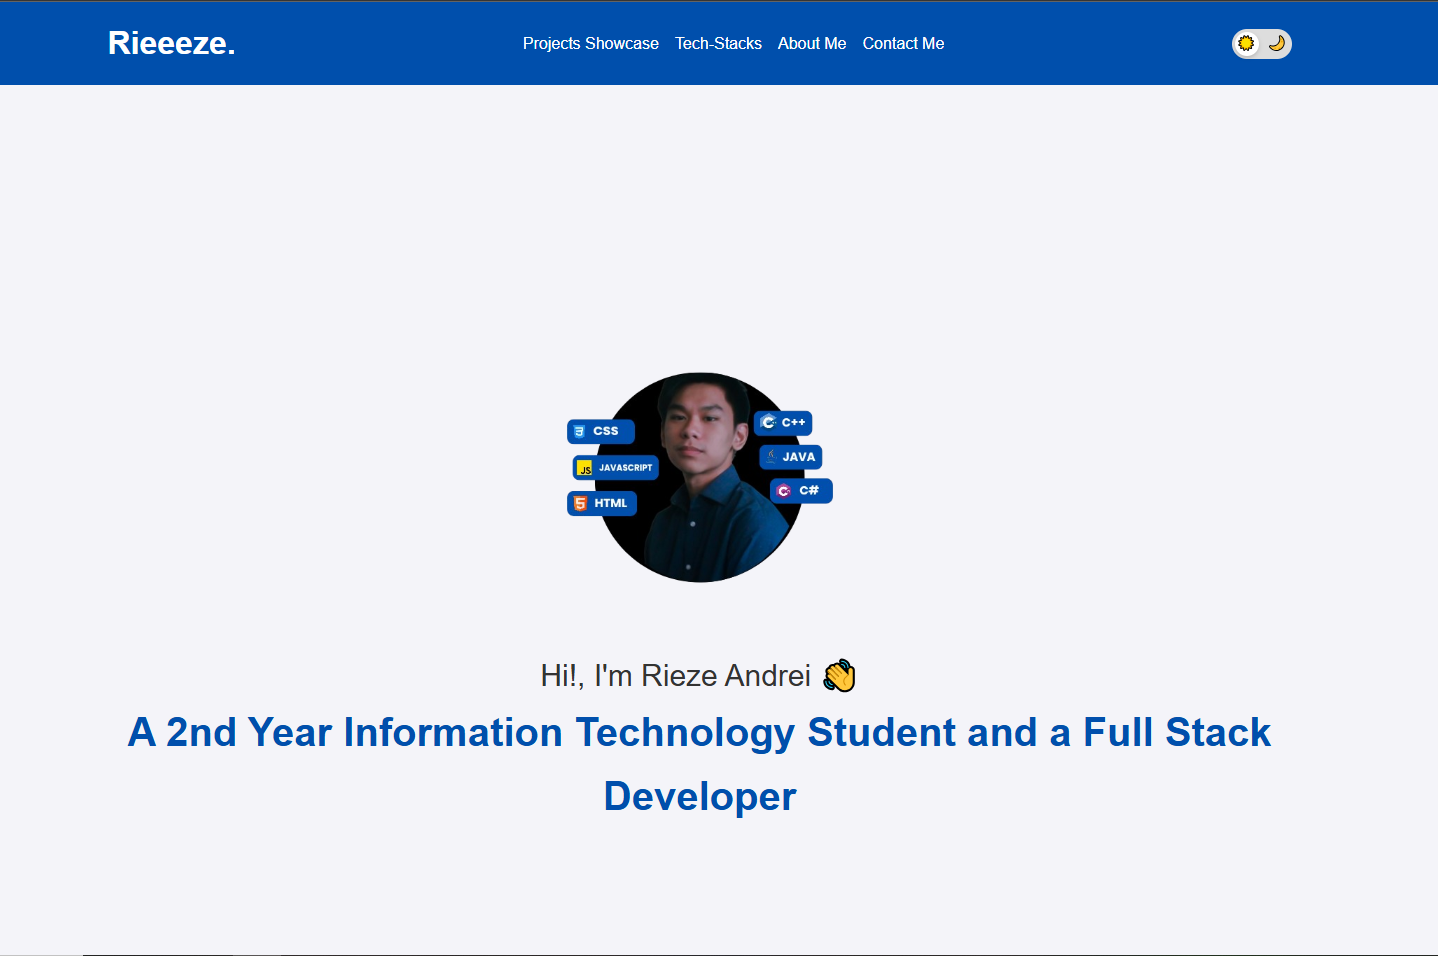 Rieeeze.
Projects Showcase Tech-Stacks About Me Contact Me
CSS
C++
JS JAVASCRIPT
JAVA
HTML
C#
Hi!, I'm Rieze Andrei 👋
A 2nd Year Information Technology Student and a Full Stack
Developer